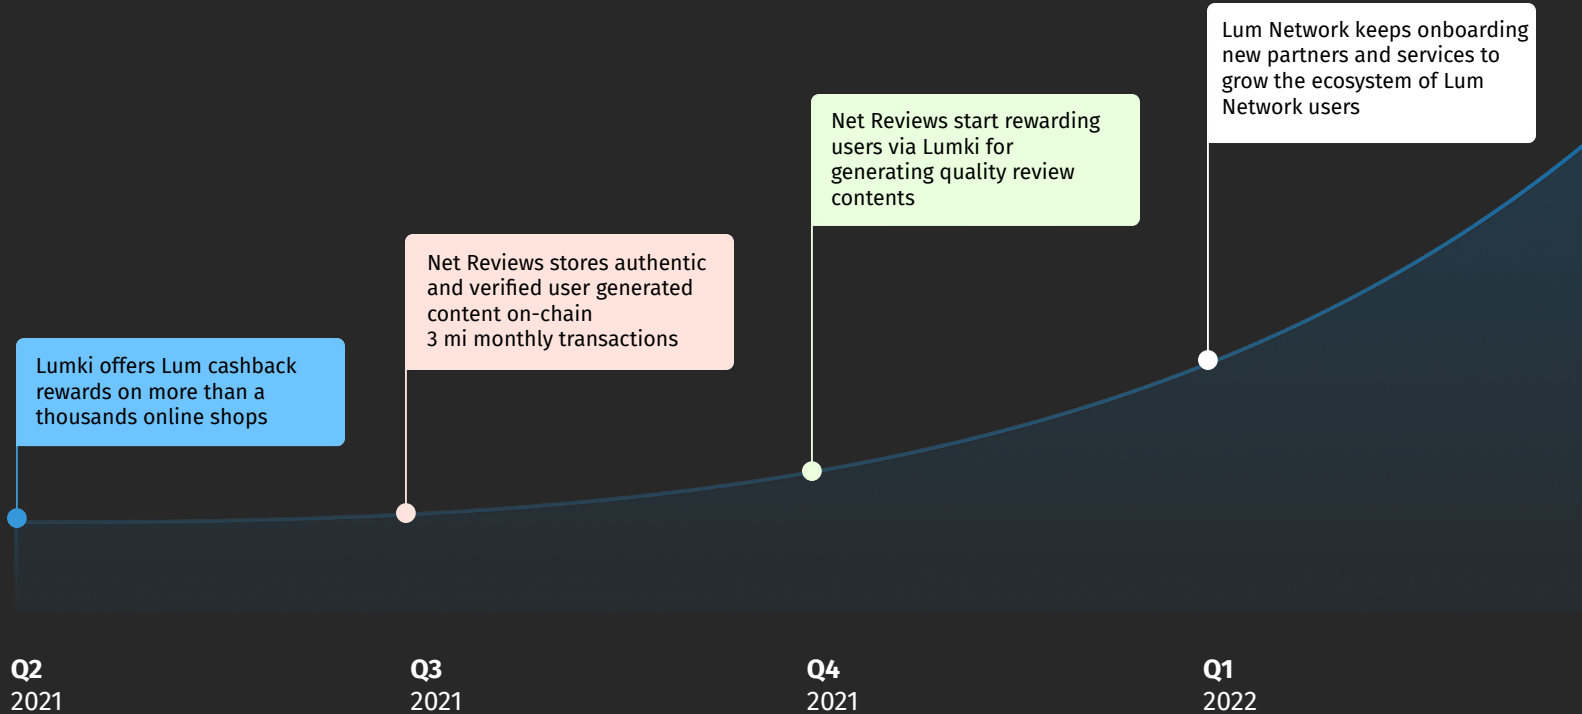 Lum Network keeps onboarding
new partners and services to
grow the ecosystem of Lum
Network users
Net Reviews start rewarding
users via Lumki for
generating quality review
contents
Net Reviews stores authentic
and verified user generated
content on-chain
3 mi monthly transactions
Lumki offers Lum cashback
rewards on more than a
thousands online shops
Q2
2021
Q3
2021
Q4
2021
Q1
2022